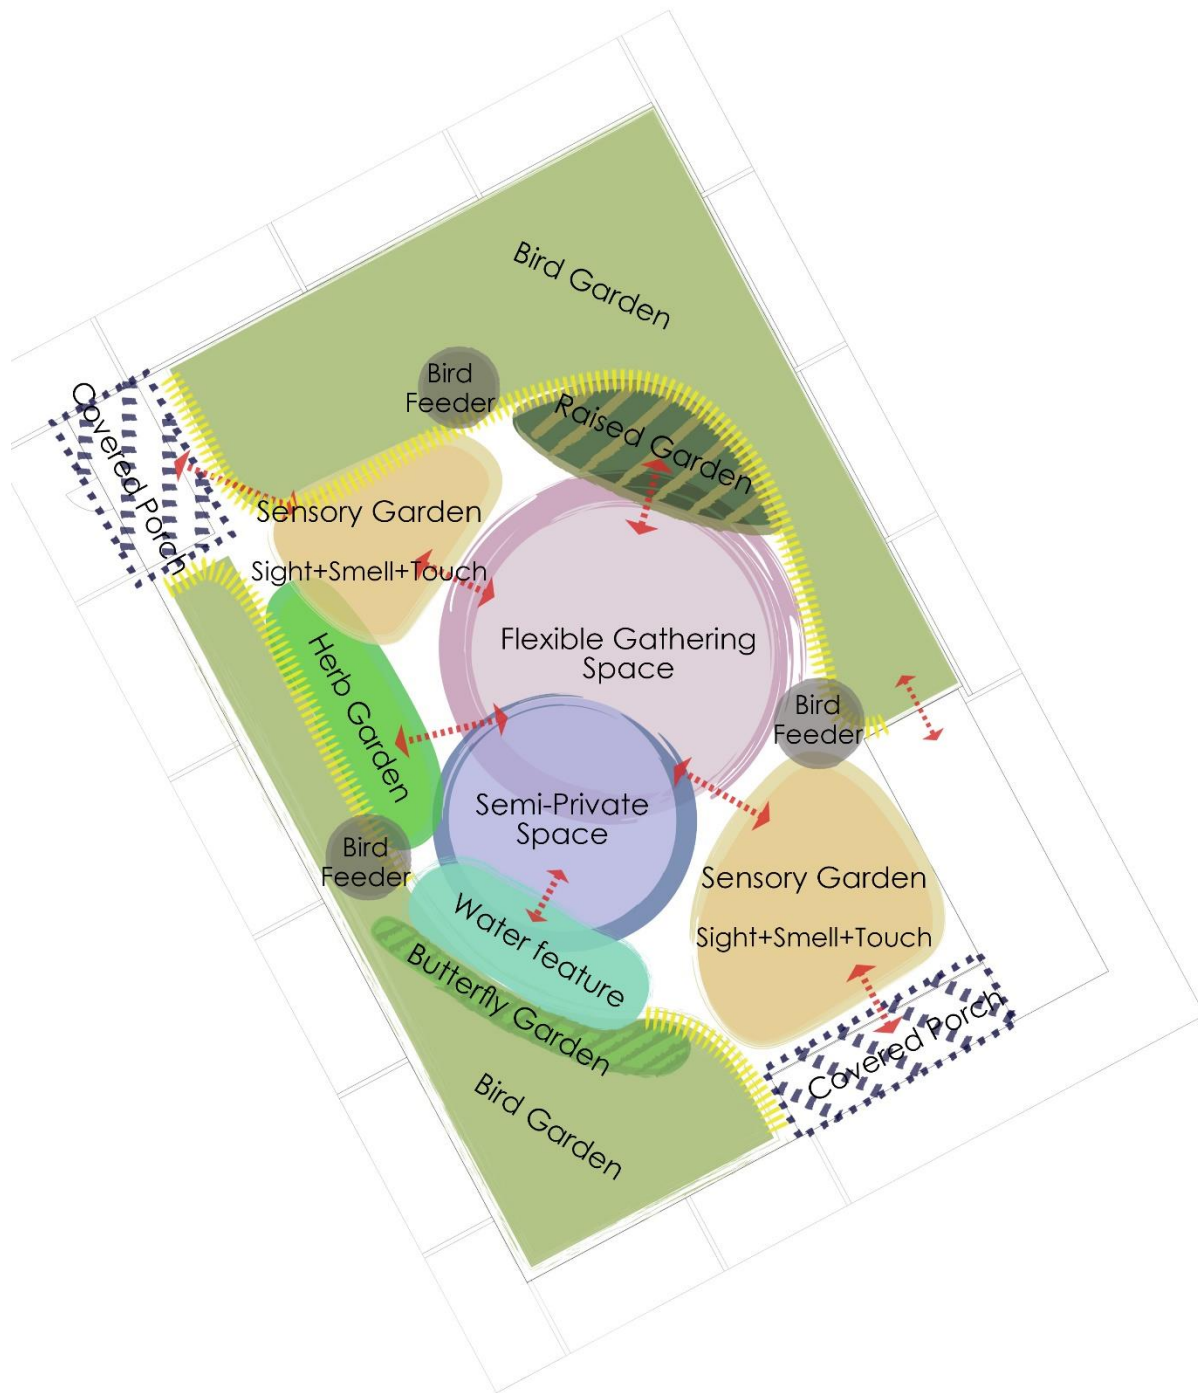 Bird Garden
Bird
Feeder
Raised Garden
Covered Porch
Sensory Garden
Sight+Smell+Touch
Herb Garden
Flexible Gathering
Space
Bird
Feeder
Semi-Private
Space
Bird
Feeder
Sensory Garden
Sight+Smell+Touch
Water feature
Butterfly Garden
Covered Porch
Bird Garden